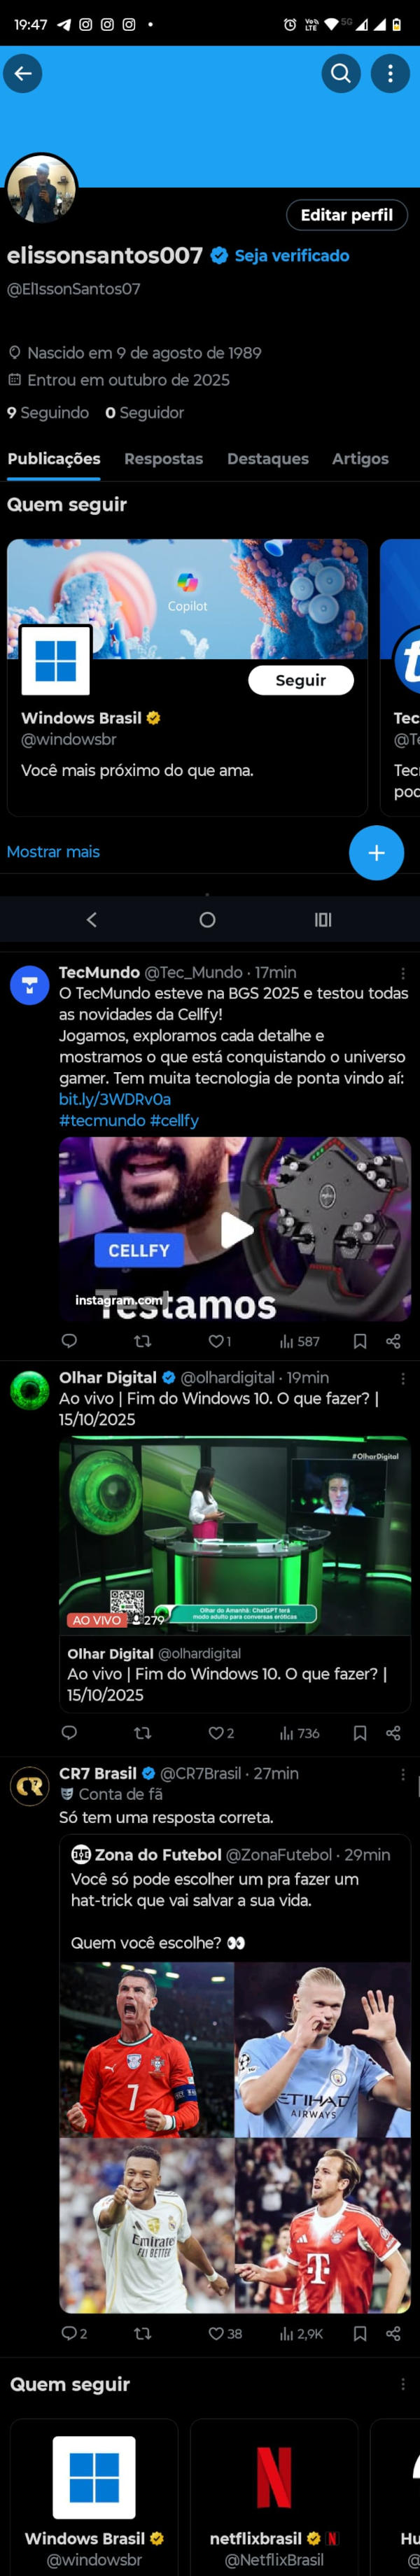 19:47
Vo)) LTE
5G
Editar perfil
elissonsantos007 Seja verificado
@El1ssonSantos07
Nascido em 9 de agosto de 1989
Entrou em outubro de 2025
9 Seguindo 0 Seguidor
Publicações Respostas Destaques Artigos
Quem seguir
Copilot
Seguir
Windows Brasil
@windowsbr
Você mais próximo do que ama.
Mostrar mais
TecMundo @Tec_Mundo · 17min
O TecMundo esteve na BGS 2025 e testou todas
as novidades da Cellfy!
Jogamos, exploramos cada detalhe e
mostramos o que está conquistando o universo
gamer. Tem muita tecnologia de ponta vindo aí:
bit.ly/3WDRv0a
#tecmundo #cellfy
CELLFY
Testamos
instagram.com
1 587
Olhar Digital @olhardigital · 19min
Ao vivo | Fim do Windows 10. O que fazer? |
15/10/2025
#OlharDigital
Olhar do Amanhã: ChatGPT terá
modo adulto para conversas eróticas
AO VIVO 279
Olhar Digital @olhardigital
Ao vivo | Fim do Windows 10. O que fazer? |
15/10/2025
2 736
CR7 Brasil @CR7Brasil · 27min
Conta de fã
Só tem uma resposta correta.
Zona do Futebol @ZonaFutebol · 29min
Você só pode escolher um pra fazer um
hat-trick que vai salvar a sua vida.
Quem você escolhe? 👀
7
ETIHAD
AIRWAYS
Emirates
FLY BETTER
T
2 38 2,9K
Quem seguir
Windows Brasil
@windowsbr
netflixbrasil
@NetflixBrasil